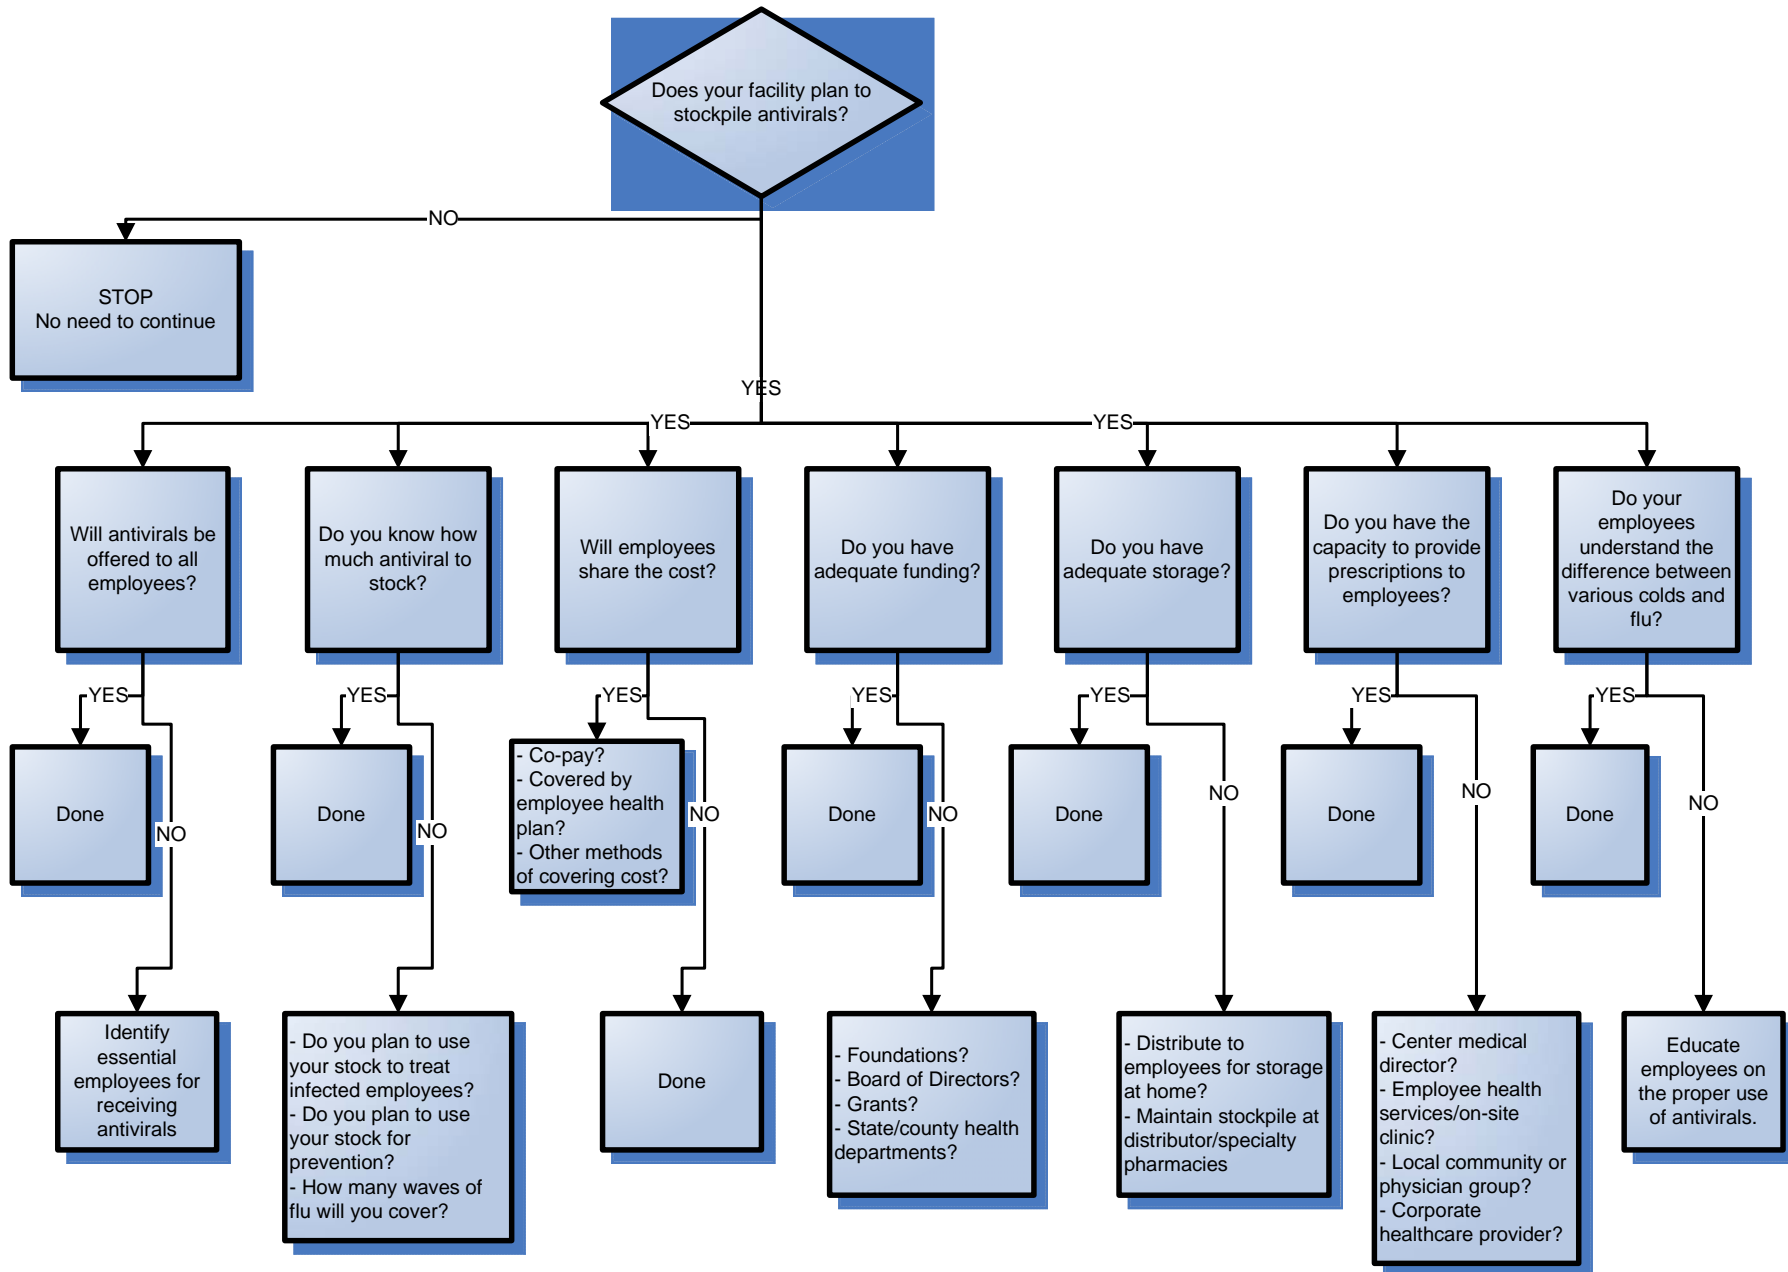 Does your facility plan to
stockpile antivirals?
NO
STOP
No need to continue
YES
YES
YES
Will antivirals be
offered to all
employees?
Do you know how
much antiviral to
stock?
Will employees
share the cost?
Do you have
adequate funding?
Do you have
adequate storage?
Do you have the
capacity to provide
prescriptions to
employees?
Do your
employees
understand the
difference between
various colds and
flu?
YES
YES
YES
YES
YES
YES
YES
Done
Done
- Co-pay?
- Covered by
employee health
plan?
- Other methods
of covering cost?
Done
Done
Done
Done
NO
NO
NO
NO
NO
NO
NO
Identify
essential
employees for
receiving
antivirals
- Do you plan to use
your stock to treat
infected employees?
- Do you plan to use
your stock for
prevention?
- How many waves of
flu will you cover?
Done
- Foundations?
- Board of Directors?
- Grants?
- State/county health
departments?
- Distribute to
employees for storage
at home?
- Maintain stockpile at
distributor/specialty
pharmacies
- Center medical
director?
- Employee health
services/on-site
clinic?
- Local community or
physician group?
- Corporate
healthcare provider?
Educate
employees on
the proper use
of antivirals.